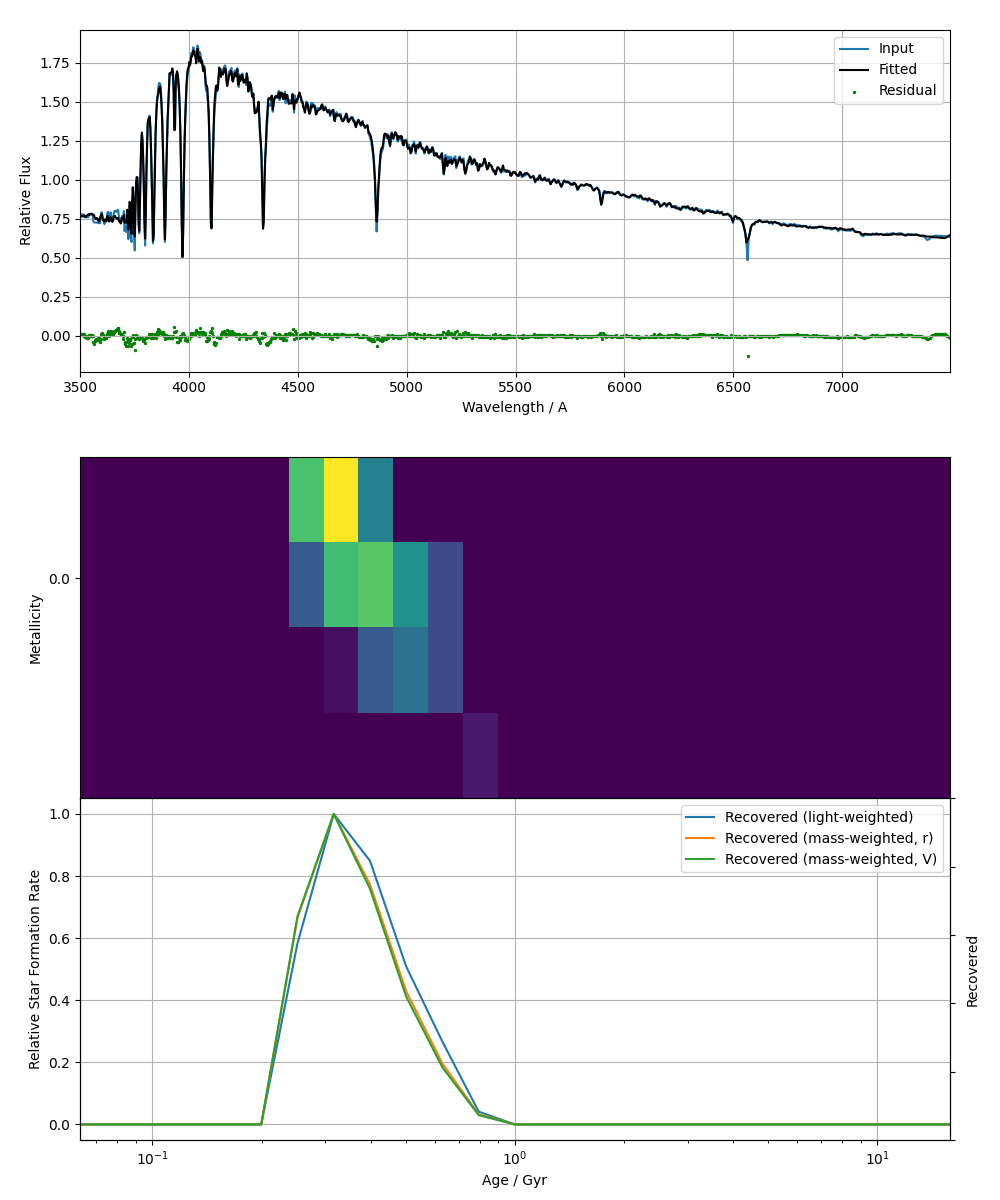 1.75
1.50
1.25
1.00
0.75
0.50
0.25
0.00
Relative Flux
Input
Fitted
Residual
3500 4000 4500 5000 5500 6000 6500 7000
Wavelength / A
0.0
Metallicity
1.0
0.8
0.6
0.4
0.2
0.0
Relative Star Formation Rate
Recovered (light-weighted)
Recovered (mass-weighted, r)
Recovered (mass-weighted, V)
Recovered
10⁻¹ 10⁰ 10¹
Age / Gyr